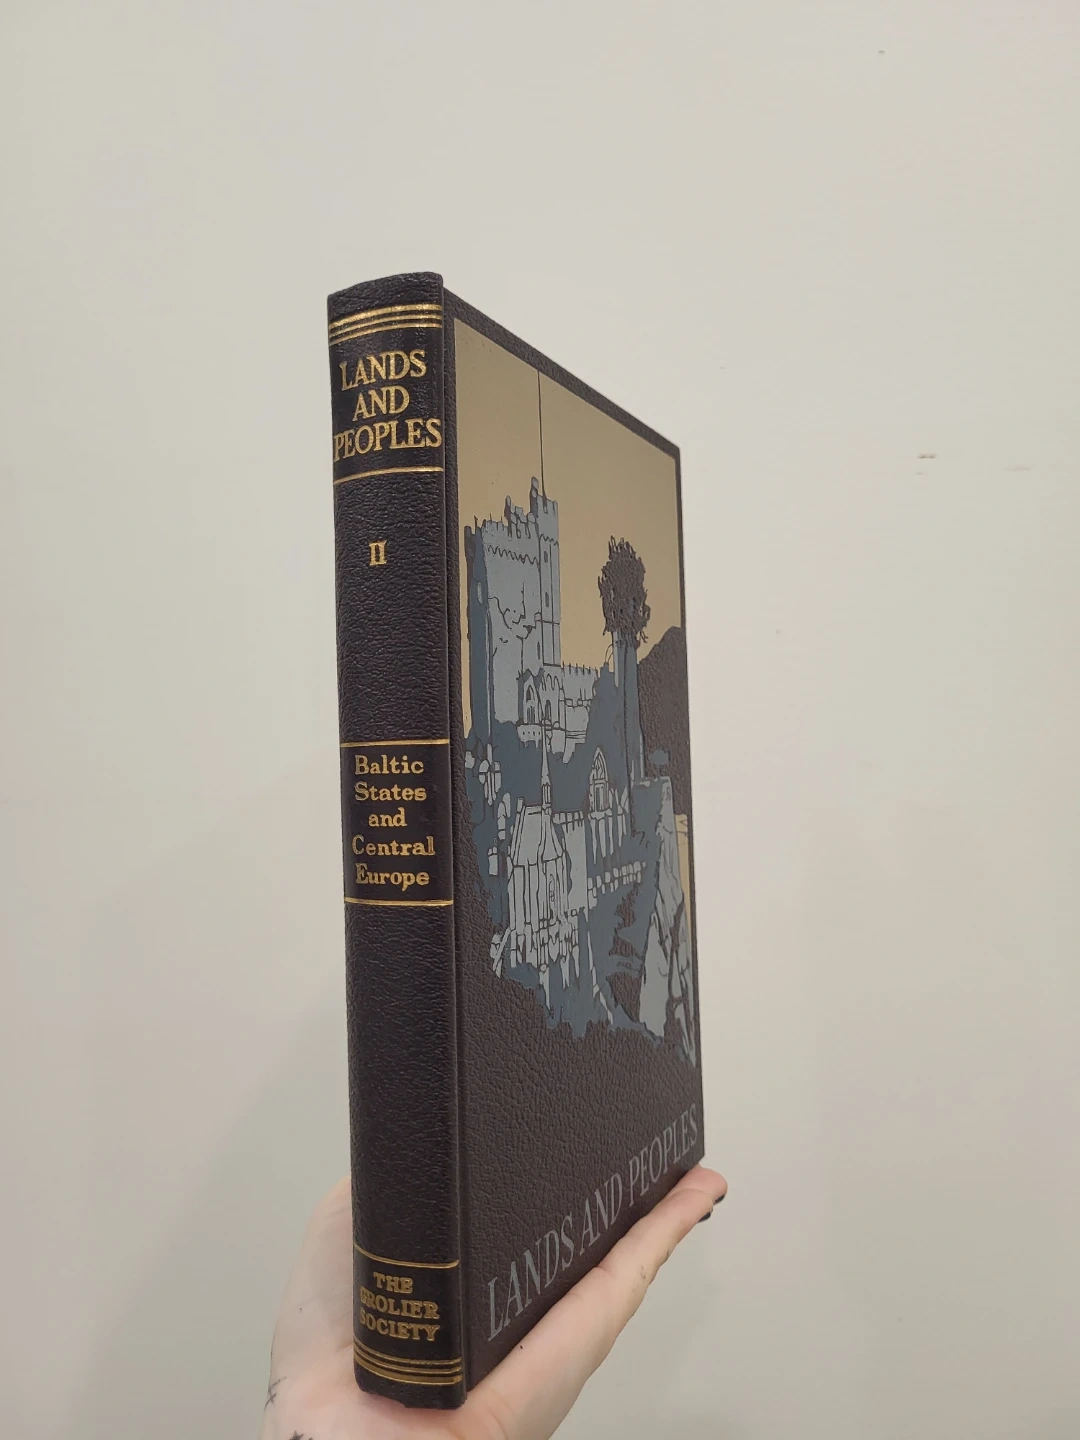 LANDS
AND
PEOPLES
II
Baltic
States
and
Central
Europe
THE
GROLIER
SOCIETY
LANDS AND PEOPLES